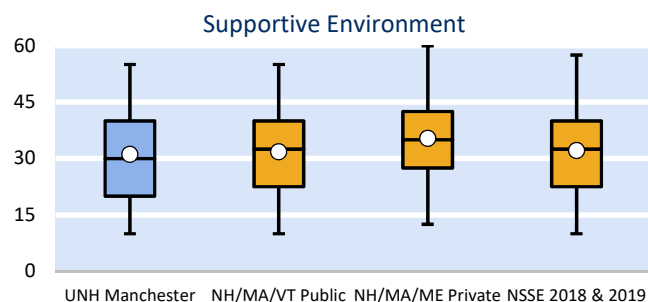 Supportive Environment
60
45
30
15
0
UNH Manchester NH/MA/VT Public NH/MA/ME Private NSSE 2018 & 2019